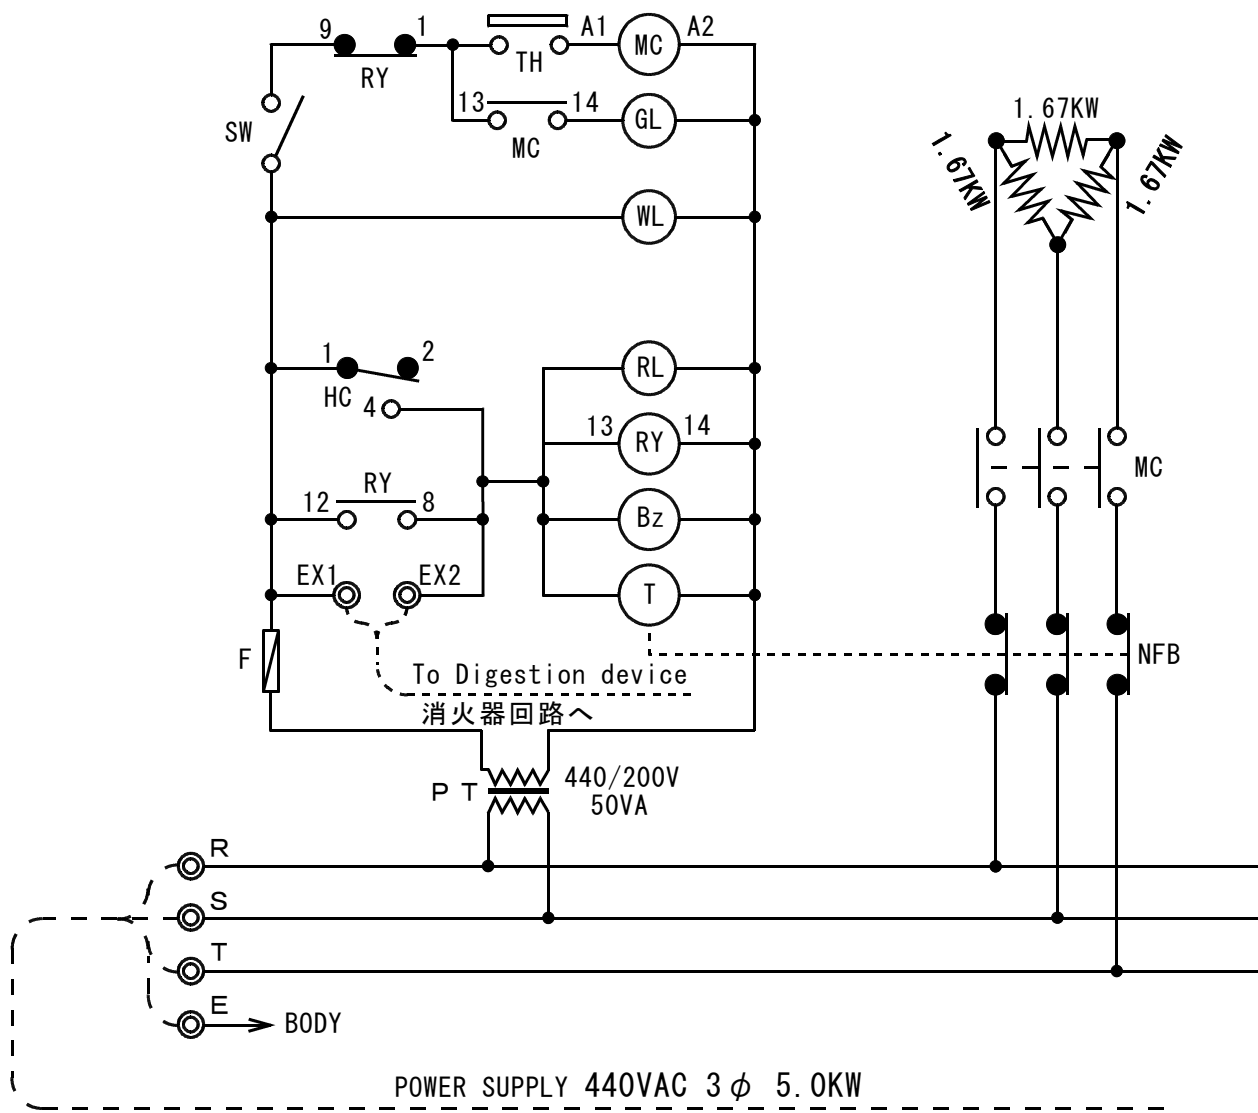 9 1 A1 MC A2
TH
RY
SW
13 14 GL
MC
1.67KW
1.67KW
1.67KW
WL
1 2 RL
HC 4
13 RY 14
MC
RY
12 8 Bz
EX1 EX2 T
F
To Digestion device
NFB
消火器回路へ
PT 440/200V
50VA
R
S
T
E BODY
POWER SUPPLY 440VAC 3φ 5.0KW